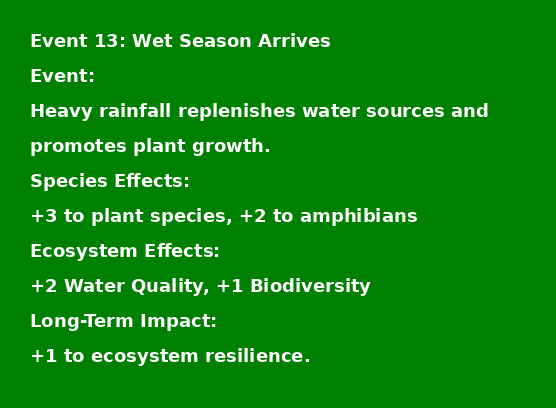 Event 13: Wet Season Arrives
Event:
Heavy rainfall replenishes water sources and
promotes plant growth.
Species Effects:
+3 to plant species, +2 to amphibians
Ecosystem Effects:
+2 Water Quality, +1 Biodiversity
Long-Term Impact:
+1 to ecosystem resilience.